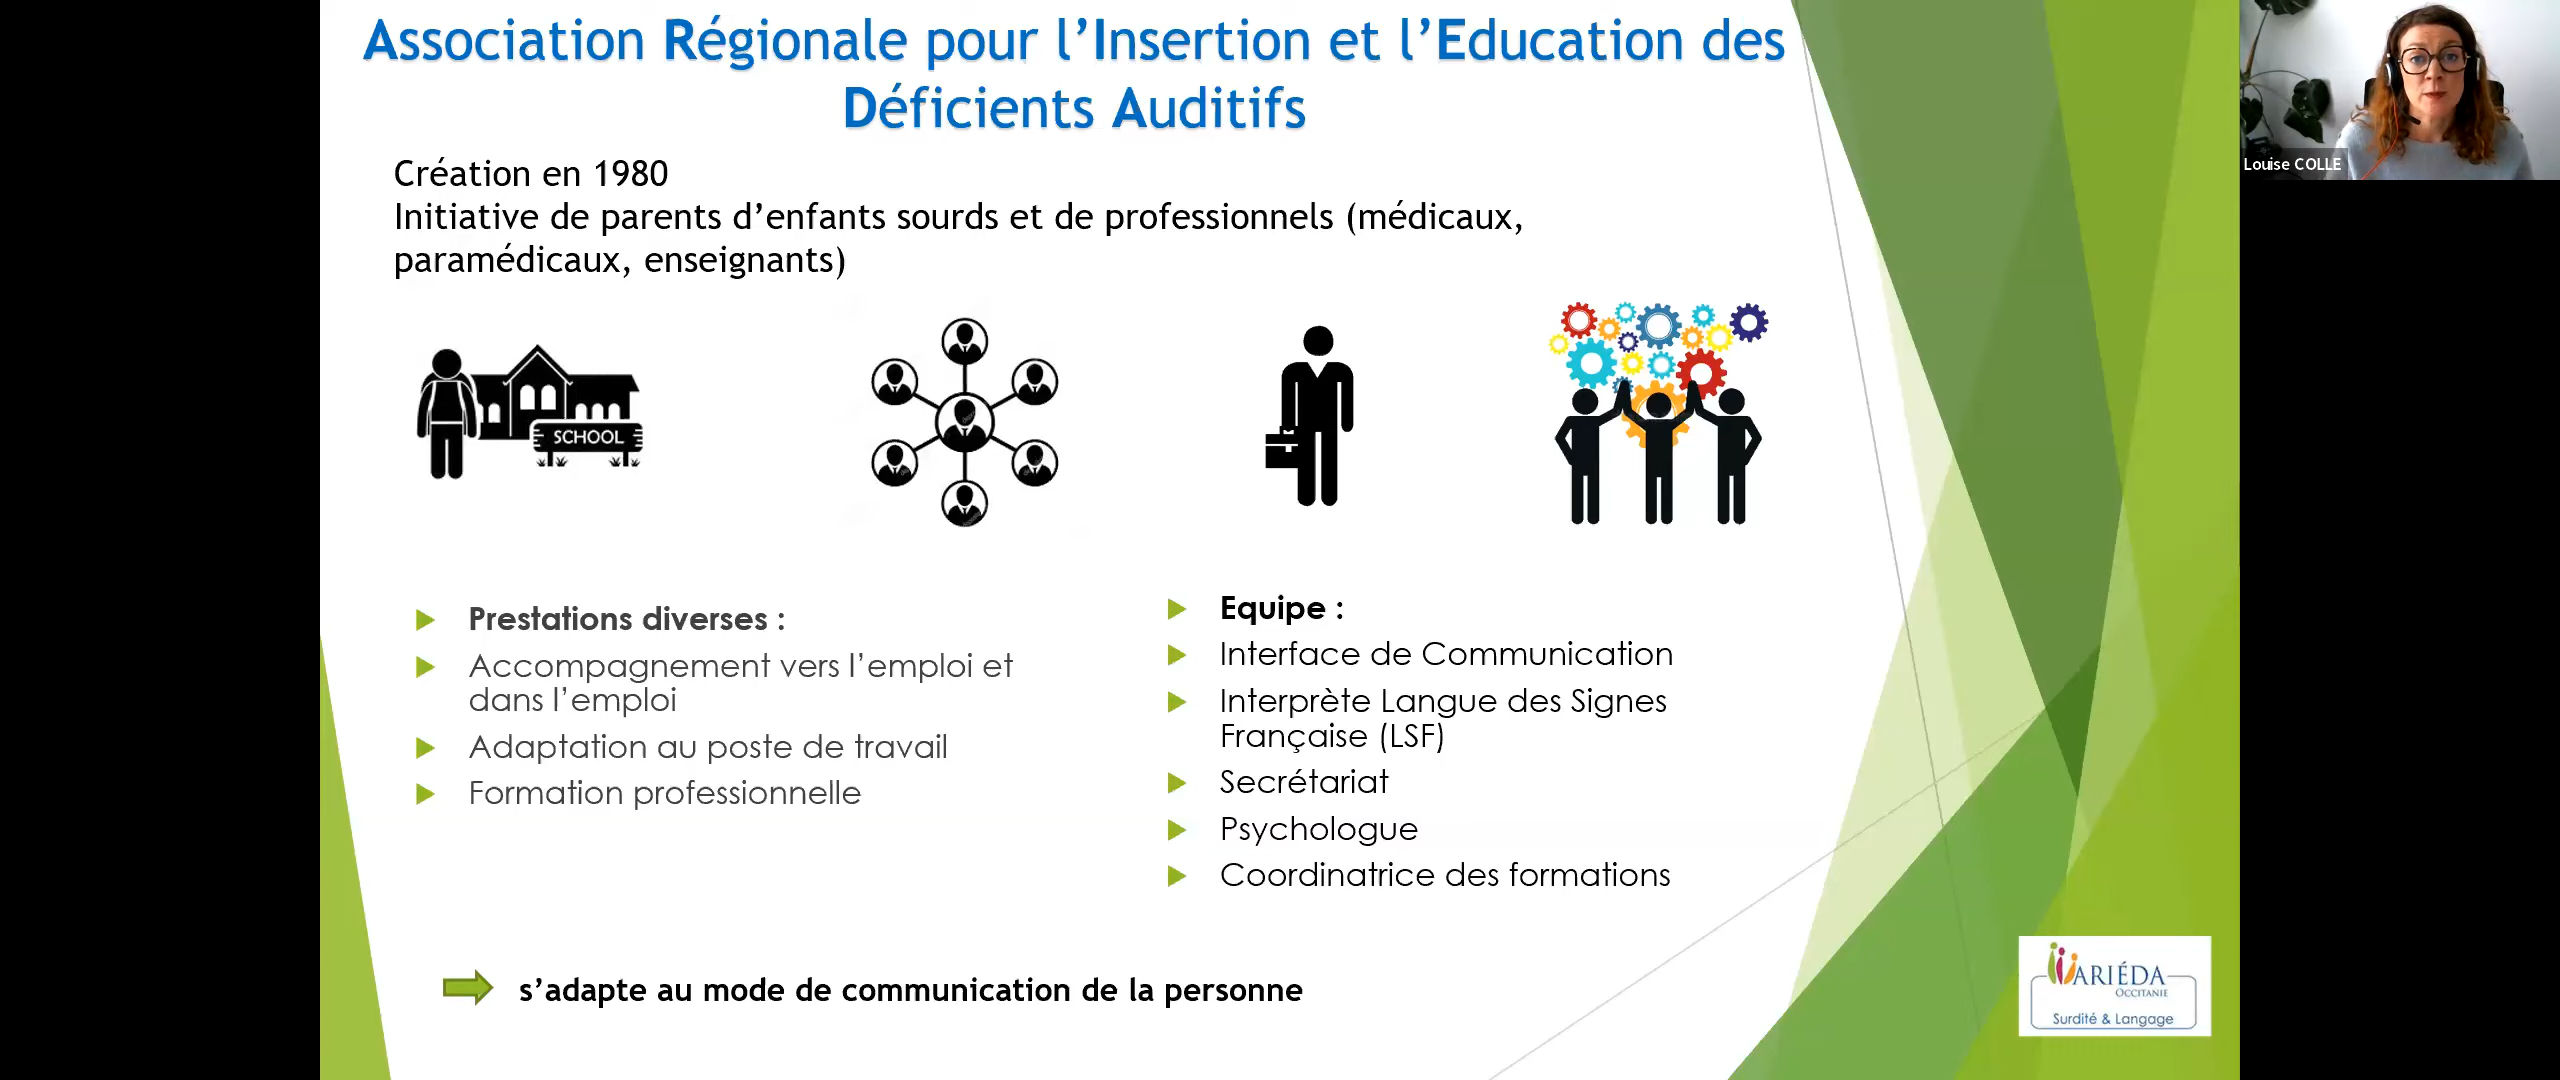 Association Régionale pour l’Insertion et l’Education des
Déficients Auditifs
Création en 1980
Initiative de parents d’enfants sourds et de professionnels (médicaux,
paramédicaux, enseignants)
SCHOOL
Prestations diverses :
Accompagnement vers l’emploi et
dans l’emploi
Adaptation au poste de travail
Formation professionnelle
Equipe :
Interface de Communication
Interprète Langue des Signes
Française (LSF)
Secrétariat
Psychologue
Coordinatrice des formations
s’adapte au mode de communication de la personne
ARIÉDA
OCCITANIE
Surdité & Langage
Louise COLLE